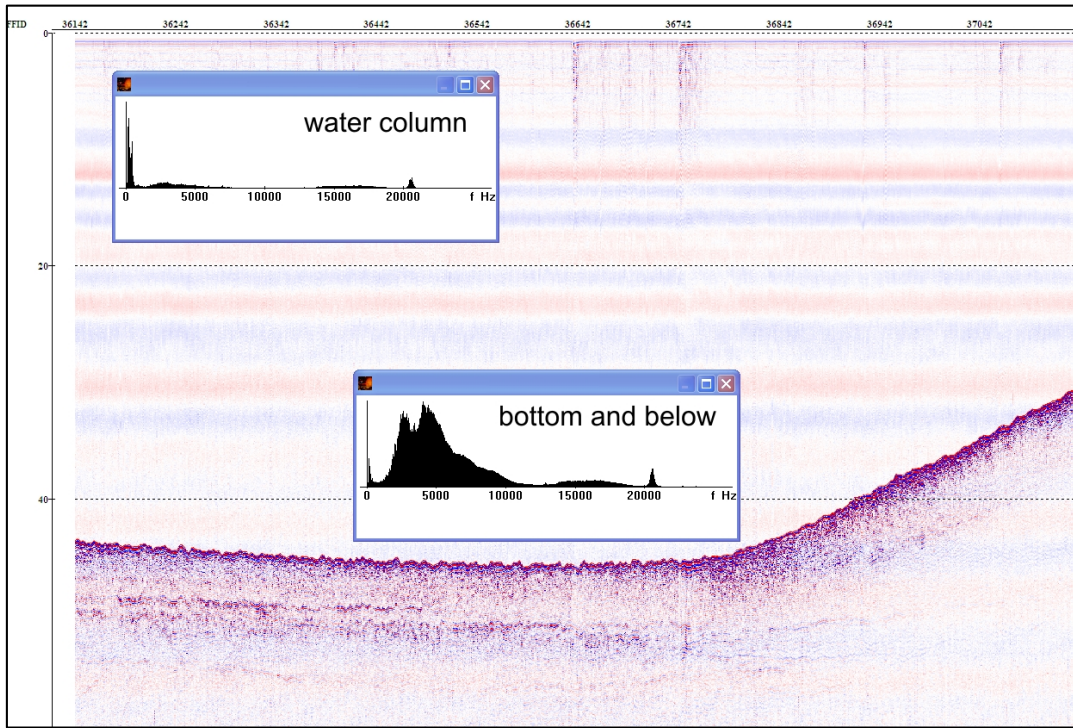 FFID 36142 36242 36342 36442 36542 36642 36742 36842 36942 37042
0
water column
0 5000 10000 15000 20000 f Hz
20
bottom and below
0 5000 10000 15000 20000 f Hz
40